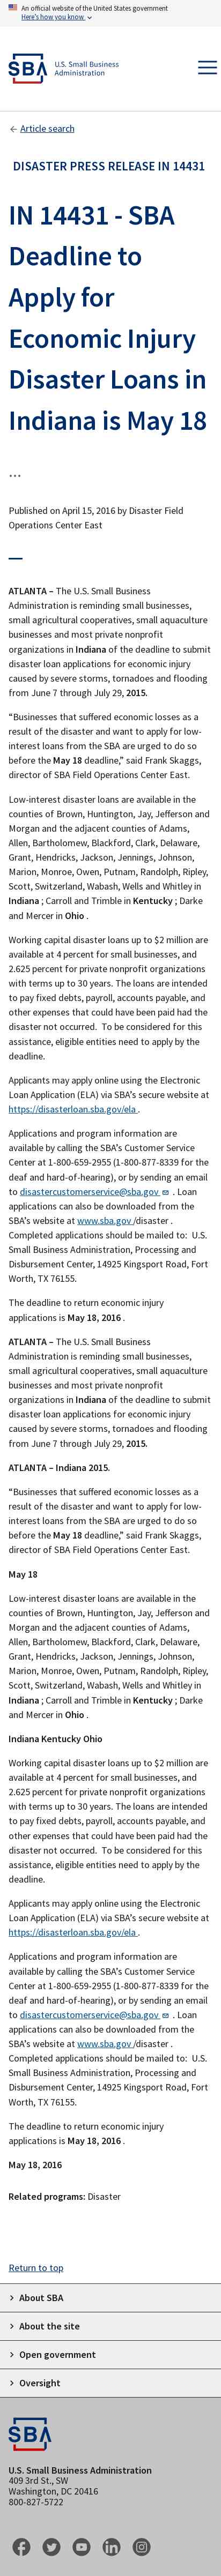 An official website of the United States government
Here's how you know
SBA U.S. Small Business
Administration
Article search
DISASTER PRESS RELEASE IN 14431
IN 14431 - SBA
Deadline to
Apply for
Economic Injury
Disaster Loans in
Indiana is May 18
...
Published on April 15, 2016 by Disaster Field
Operations Center East
ATLANTA – The U.S. Small Business
Administration is reminding small businesses,
small agricultural cooperatives, small aquaculture
businesses and most private nonprofit
organizations in Indiana of the deadline to submit
disaster loan applications for economic injury
caused by severe storms, tornadoes and flooding
from June 7 through July 29, 2015.
“Businesses that suffered economic losses as a
result of the disaster and want to apply for low-
interest loans from the SBA are urged to do so
before the May 18 deadline,” said Frank Skaggs,
director of SBA Field Operations Center East.
Low-interest disaster loans are available in the
counties of Brown, Huntington, Jay, Jefferson and
Morgan and the adjacent counties of Adams,
Allen, Bartholomew, Blackford, Clark, Delaware,
Grant, Hendricks, Jackson, Jennings, Johnson,
Marion, Monroe, Owen, Putnam, Randolph, Ripley,
Scott, Switzerland, Wabash, Wells and Whitley in
Indiana ; Carroll and Trimble in Kentucky ; Darke
and Mercer in Ohio .
Working capital disaster loans up to $2 million are
available at 4 percent for small businesses, and
2.625 percent for private nonprofit organizations
with terms up to 30 years. The loans are intended
to pay fixed debts, payroll, accounts payable, and
other expenses that could have been paid had the
disaster not occurred. To be considered for this
assistance, eligible entities need to apply by the
deadline.
Applicants may apply online using the Electronic
Loan Application (ELA) via SBA’s secure website at
https://disasterloan.sba.gov/ela .
Applications and program information are
available by calling the SBA’s Customer Service
Center at 1-800-659-2955 (1-800-877-8339 for the
deaf and hard-of-hearing), or by sending an email
to disastercustomerservice@sba.gov . Loan
applications can also be downloaded from the
SBA’s website at www.sba.gov /disaster .
Completed applications should be mailed to: U.S.
Small Business Administration, Processing and
Disbursement Center, 14925 Kingsport Road, Fort
Worth, TX 76155.
The deadline to return economic injury
applications is May 18, 2016 .
ATLANTA – The U.S. Small Business
Administration is reminding small businesses,
small agricultural cooperatives, small aquaculture
businesses and most private nonprofit
organizations in Indiana of the deadline to submit
disaster loan applications for economic injury
caused by severe storms, tornadoes and flooding
from June 7 through July 29, 2015.
ATLANTA – Indiana 2015.
“Businesses that suffered economic losses as a
result of the disaster and want to apply for low-
interest loans from the SBA are urged to do so
before the May 18 deadline,” said Frank Skaggs,
director of SBA Field Operations Center East.
May 18
Low-interest disaster loans are available in the
counties of Brown, Huntington, Jay, Jefferson and
Morgan and the adjacent counties of Adams,
Allen, Bartholomew, Blackford, Clark, Delaware,
Grant, Hendricks, Jackson, Jennings, Johnson,
Marion, Monroe, Owen, Putnam, Randolph, Ripley,
Scott, Switzerland, Wabash, Wells and Whitley in
Indiana ; Carroll and Trimble in Kentucky ; Darke
and Mercer in Ohio .
Indiana Kentucky Ohio
Working capital disaster loans up to $2 million are
available at 4 percent for small businesses, and
2.625 percent for private nonprofit organizations
with terms up to 30 years. The loans are intended
to pay fixed debts, payroll, accounts payable, and
other expenses that could have been paid had the
disaster not occurred. To be considered for this
assistance, eligible entities need to apply by the
deadline.
Applicants may apply online using the Electronic
Loan Application (ELA) via SBA’s secure website at
https://disasterloan.sba.gov/ela .
Applications and program information are
available by calling the SBA’s Customer Service
Center at 1-800-659-2955 (1-800-877-8339 for the
deaf and hard-of-hearing), or by sending an email
to disastercustomerservice@sba.gov . Loan
applications can also be downloaded from the
SBA’s website at www.sba.gov /disaster .
Completed applications should be mailed to: U.S.
Small Business Administration, Processing and
Disbursement Center, 14925 Kingsport Road, Fort
Worth, TX 76155.
The deadline to return economic injury
applications is May 18, 2016 .
May 18, 2016
Related programs: Disaster
Return to top
About SBA
About the site
Open government
Oversight
SBA
U.S. Small Business Administration
409 3rd St., SW
Washington, DC 20416
800-827-5722